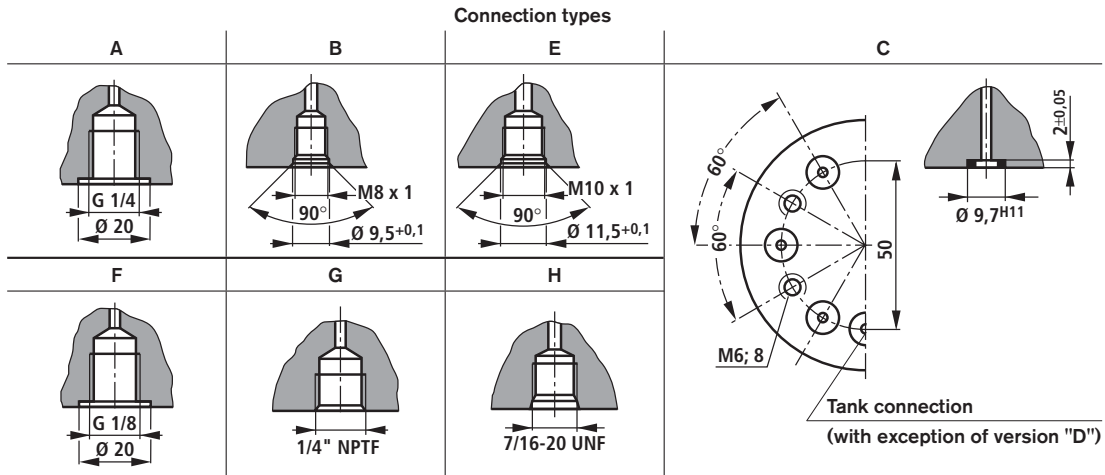 Connection types
A
B
E
C
G 1/4
Ø 20
M8 x 1
90°
Ø 9,5+0,1
M10 x 1
90°
Ø 11,5+0,1
60°
60°
50
M6; 8
2±0,05
Ø 9,7H11
F
G
H
G 1/8
Ø 20
1/4" NPTF
7/16-20 UNF
Tank connection
(with exception of version "D")